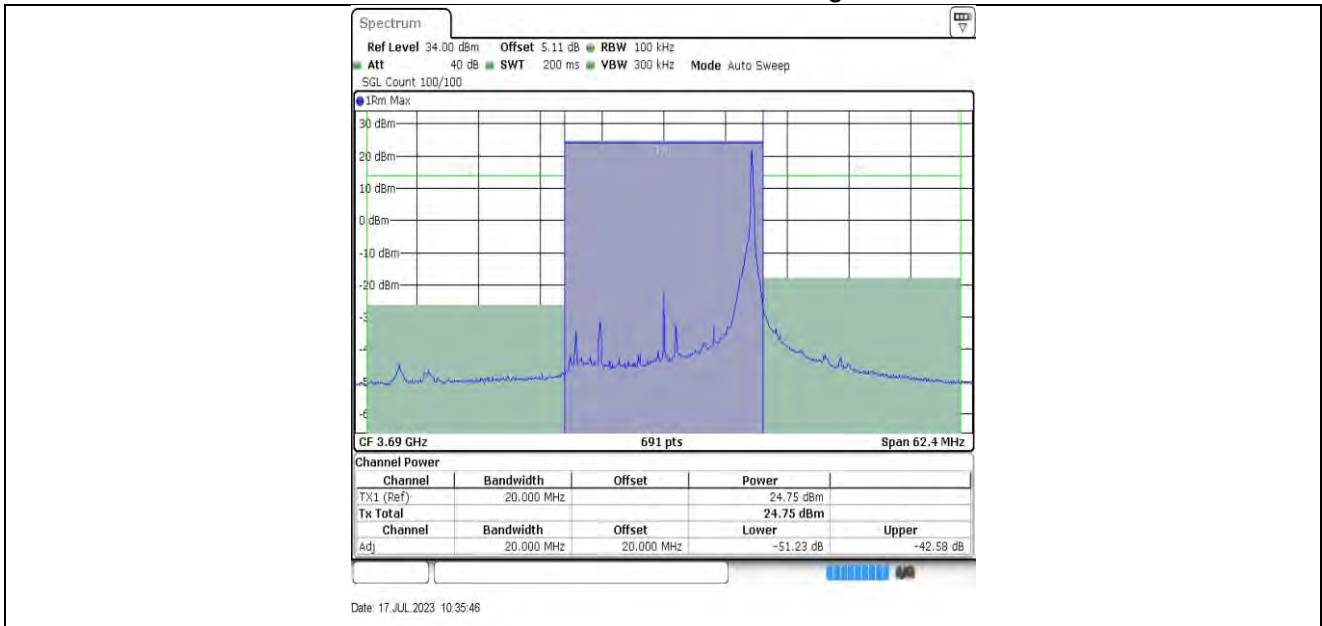 Spectrum
Ref Level 34.00 dBm Offset 5.11 dB RBW 100 kHz
Att 40 dB SWT 200 ms VBW 300 kHz Mode Auto Sweep
SGL Count 100/100
1Rm Max
30 dBm
20 dBm
10 dBm
0 dBm
-10 dBm
-20 dBm
CF 3.69 GHz 691 pts Span 62.4 MHz
Channel Power
Channel Bandwidth Offset Power
TX1 (Ref) 20.000 MHz 24.75 dBm
Tx Total 24.75 dBm
Channel Bandwidth Offset Lower Upper
Adj 20.000 MHz 20.000 MHz -51.23 dB -42.58 dB
Date: 17.JUL.2023 10:35:46